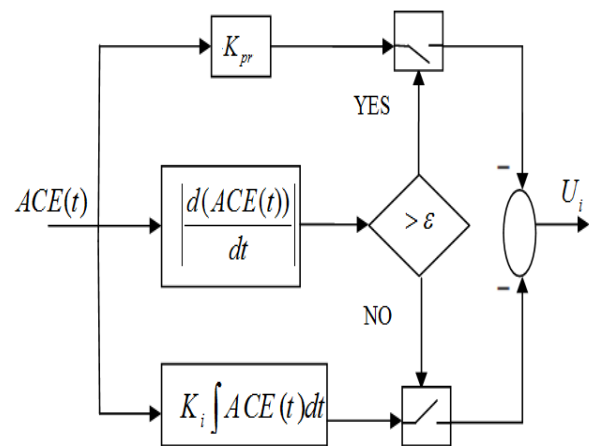 K_pr
YES
ACE(t)
|d(ACE(t))/dt|
> ε
U_i
NO
K_i ∫ ACE(t)dt
−
−